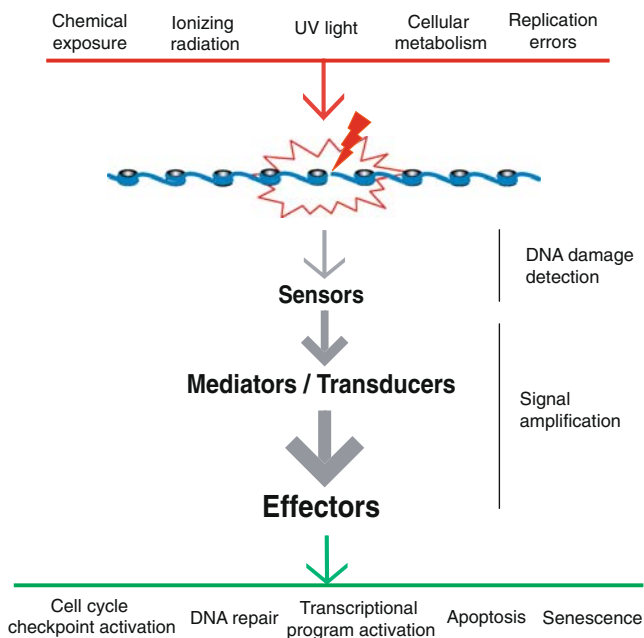 Chemical exposure
Ionizing radiation
UV light
Cellular metabolism
Replication errors
DNA damage detection
Sensors
Mediators / Transducers
Signal amplification
Effectors
Cell cycle checkpoint activation
DNA repair
Transcriptional program activation
Apoptosis
Senescence